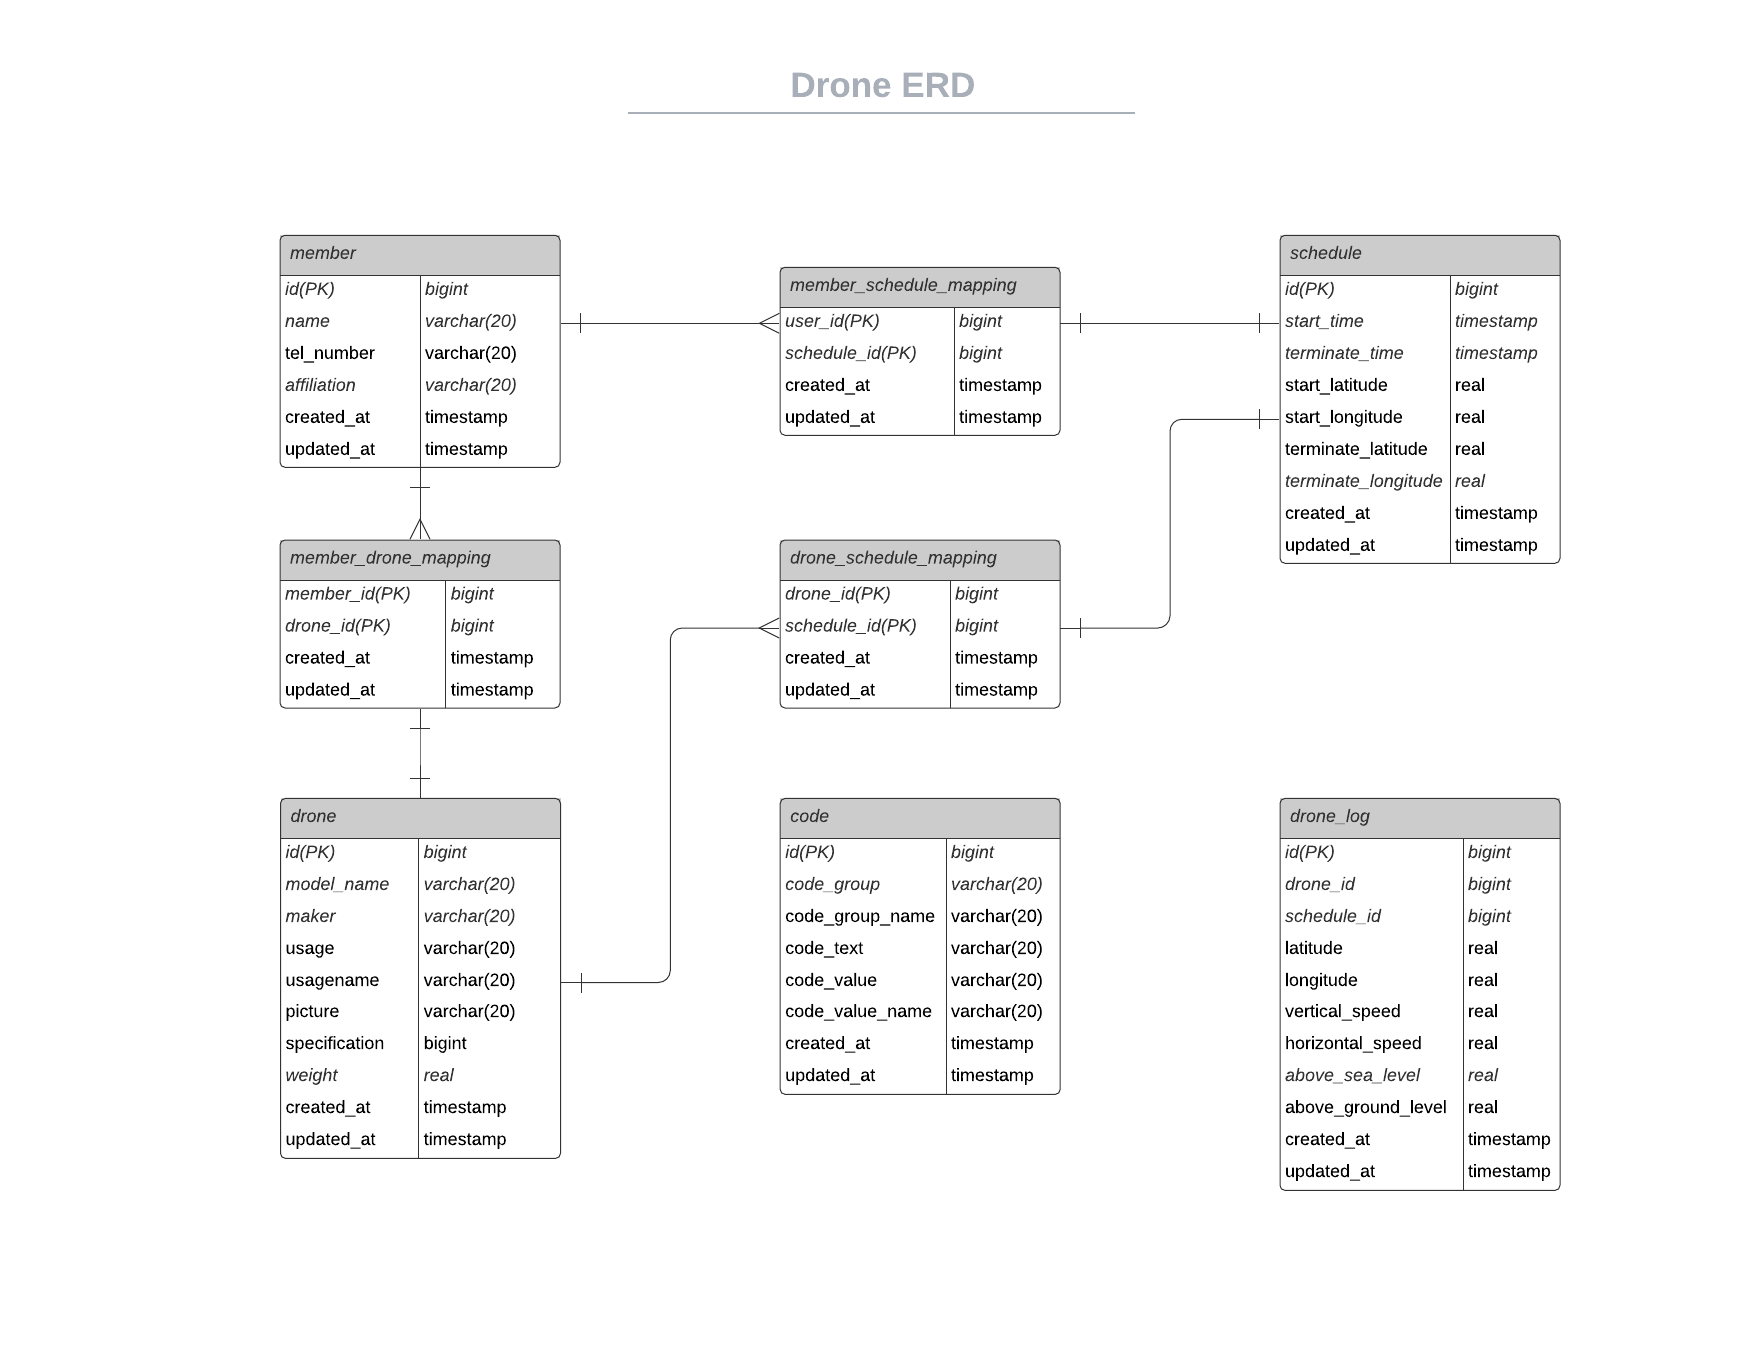 Drone ERD
member
id(PK) bigint
name varchar(20)
tel_number varchar(20)
affiliation varchar(20)
created_at timestamp
updated_at timestamp
member_schedule_mapping
user_id(PK) bigint
schedule_id(PK) bigint
created_at timestamp
updated_at timestamp
schedule
id(PK) bigint
start_time timestamp
terminate_time timestamp
start_latitude real
start_longitude real
terminate_latitude real
terminate_longitude real
created_at timestamp
updated_at timestamp
member_drone_mapping
member_id(PK) bigint
drone_id(PK) bigint
created_at timestamp
updated_at timestamp
drone_schedule_mapping
drone_id(PK) bigint
schedule_id(PK) bigint
created_at timestamp
updated_at timestamp
drone
id(PK) bigint
model_name varchar(20)
maker varchar(20)
usage varchar(20)
usagename varchar(20)
picture varchar(20)
specification bigint
weight real
created_at timestamp
updated_at timestamp
code
id(PK) bigint
code_group varchar(20)
code_group_name varchar(20)
code_text varchar(20)
code_value varchar(20)
code_value_name varchar(20)
created_at timestamp
updated_at timestamp
drone_log
id(PK) bigint
drone_id bigint
schedule_id bigint
latitude real
longitude real
vertical_speed real
horizontal_speed real
above_sea_level real
above_ground_level real
created_at timestamp
updated_at timestamp